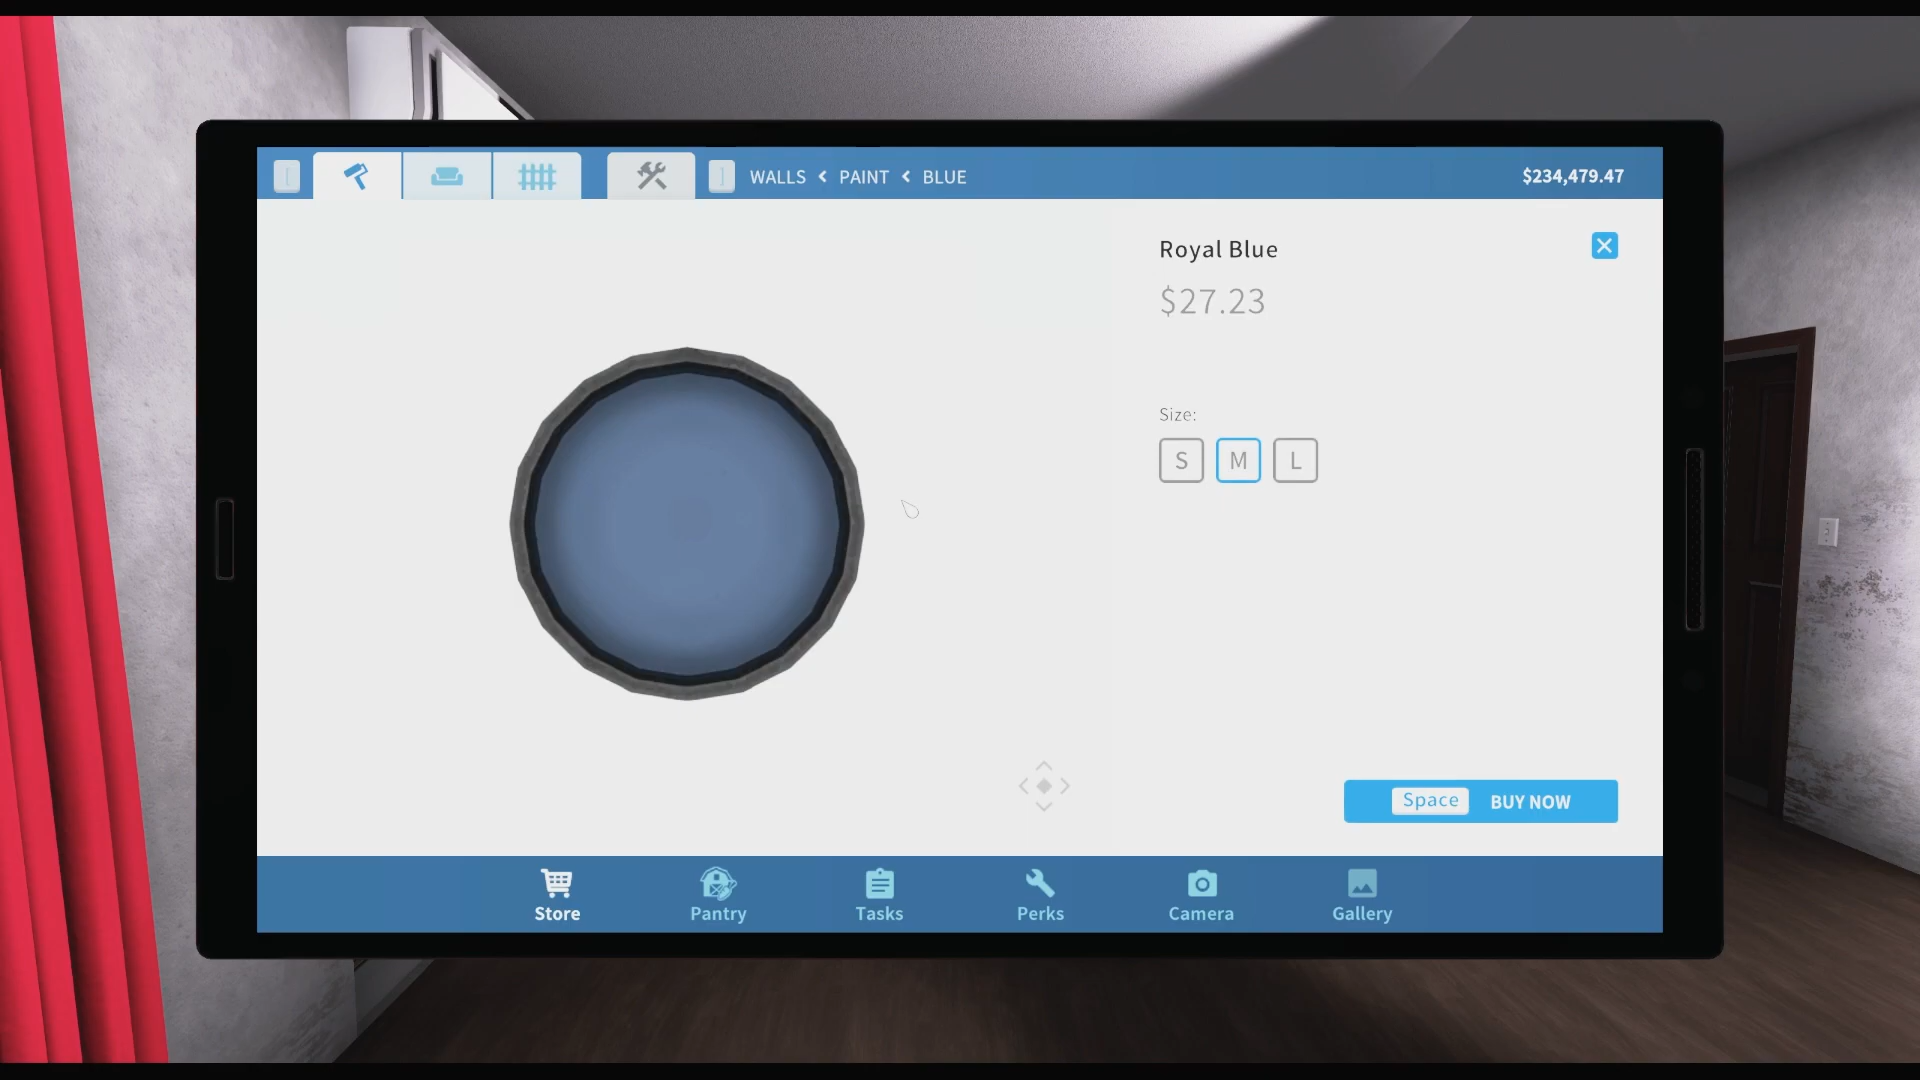 [
]
WALLS < PAINT < BLUE
$234,479.47
Royal Blue
$27.23
Size:
S M L
Space BUY NOW
Store Pantry Tasks Perks Camera Gallery